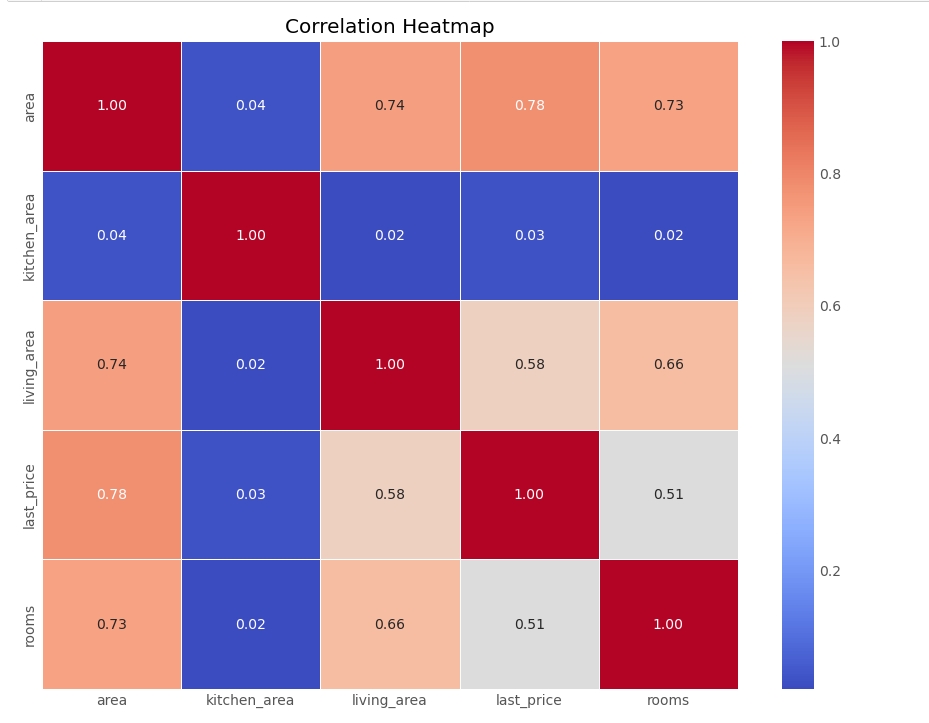 Correlation Heatmap
area 1.00 0.04 0.74 0.78 0.73
kitchen_area 0.04 1.00 0.02 0.03 0.02
living_area 0.74 0.02 1.00 0.58 0.66
last_price 0.78 0.03 0.58 1.00 0.51
rooms 0.73 0.02 0.66 0.51 1.00
area kitchen_area living_area last_price rooms
1.0
0.8
0.6
0.4
0.2